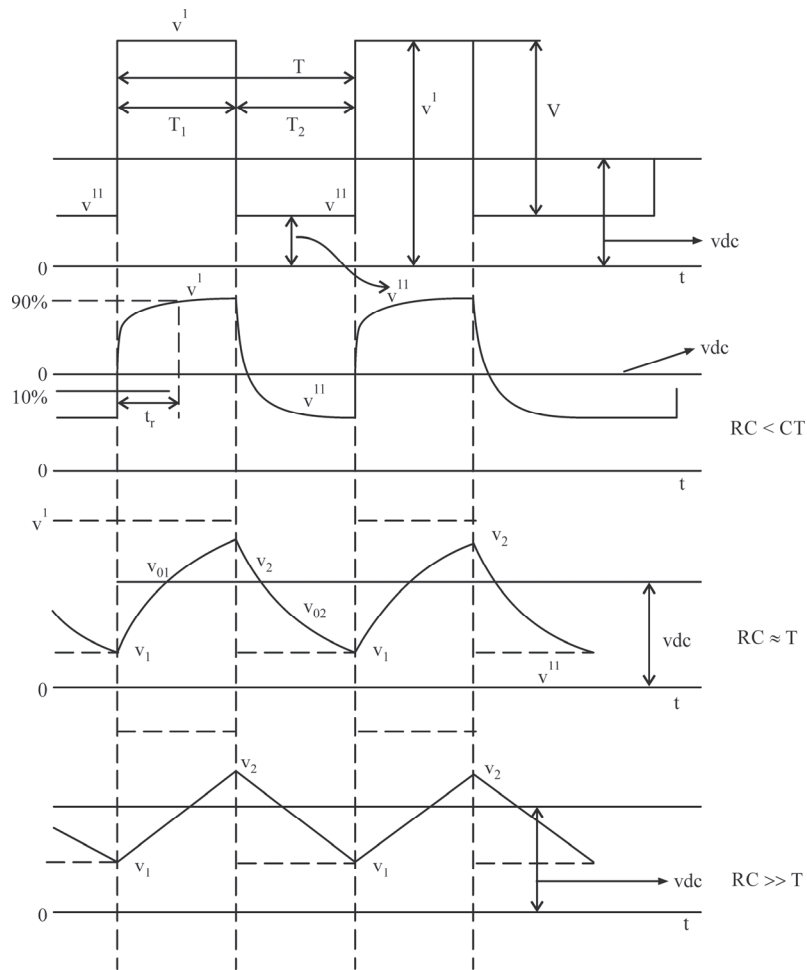 v¹
T
T₁
T₂
v¹
V
v¹¹
v¹¹
vdc
0
t
90%
v¹
v¹¹
vdc
0
10%
v¹¹
tᵣ
RC < CT
0
t
v¹
v₂
v₀₁
v₂
v₀₂
v₁
v₁
v¹¹
vdc
RC ≈ T
0
t
v₂
v₂
v₁
v₁
vdc
RC >> T
0
t